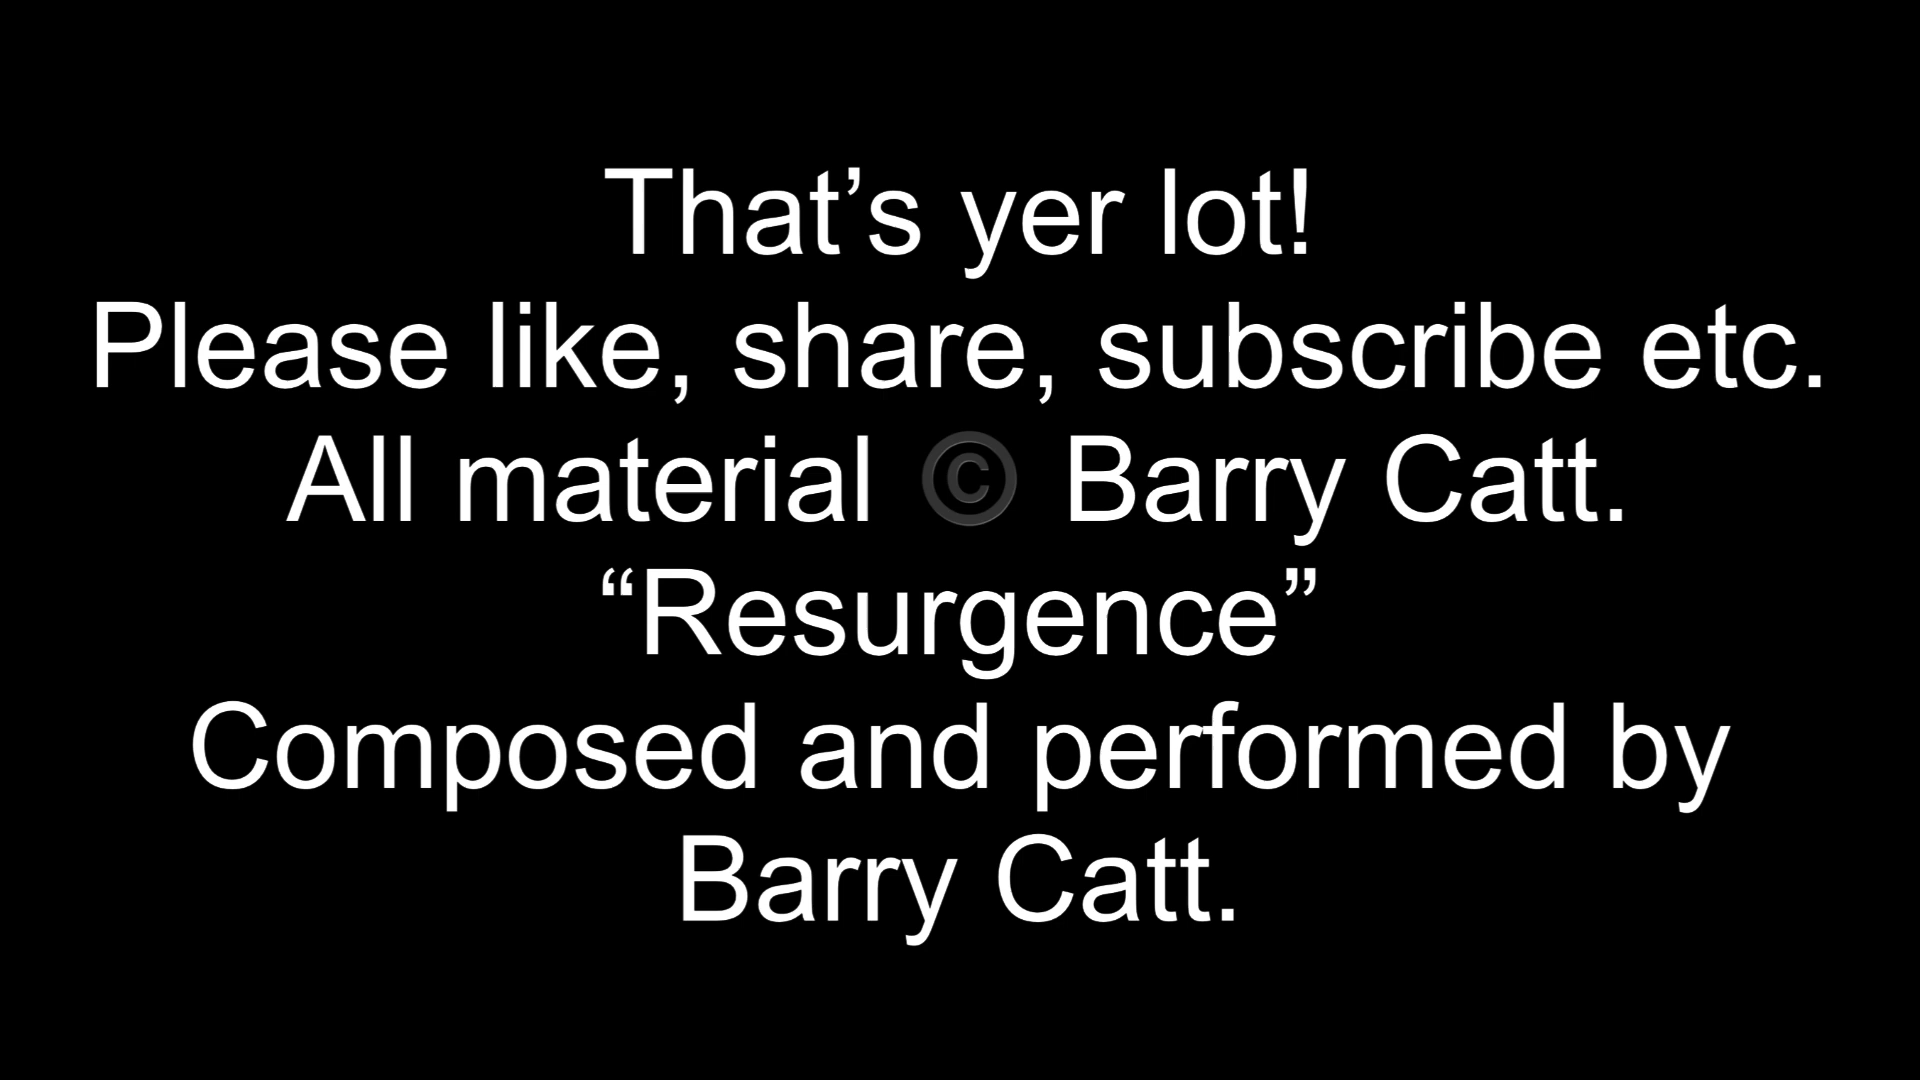 That’s yer lot!
Please like, share, subscribe etc.
All material © Barry Catt.
“Resurgence”
Composed and performed by
Barry Catt.